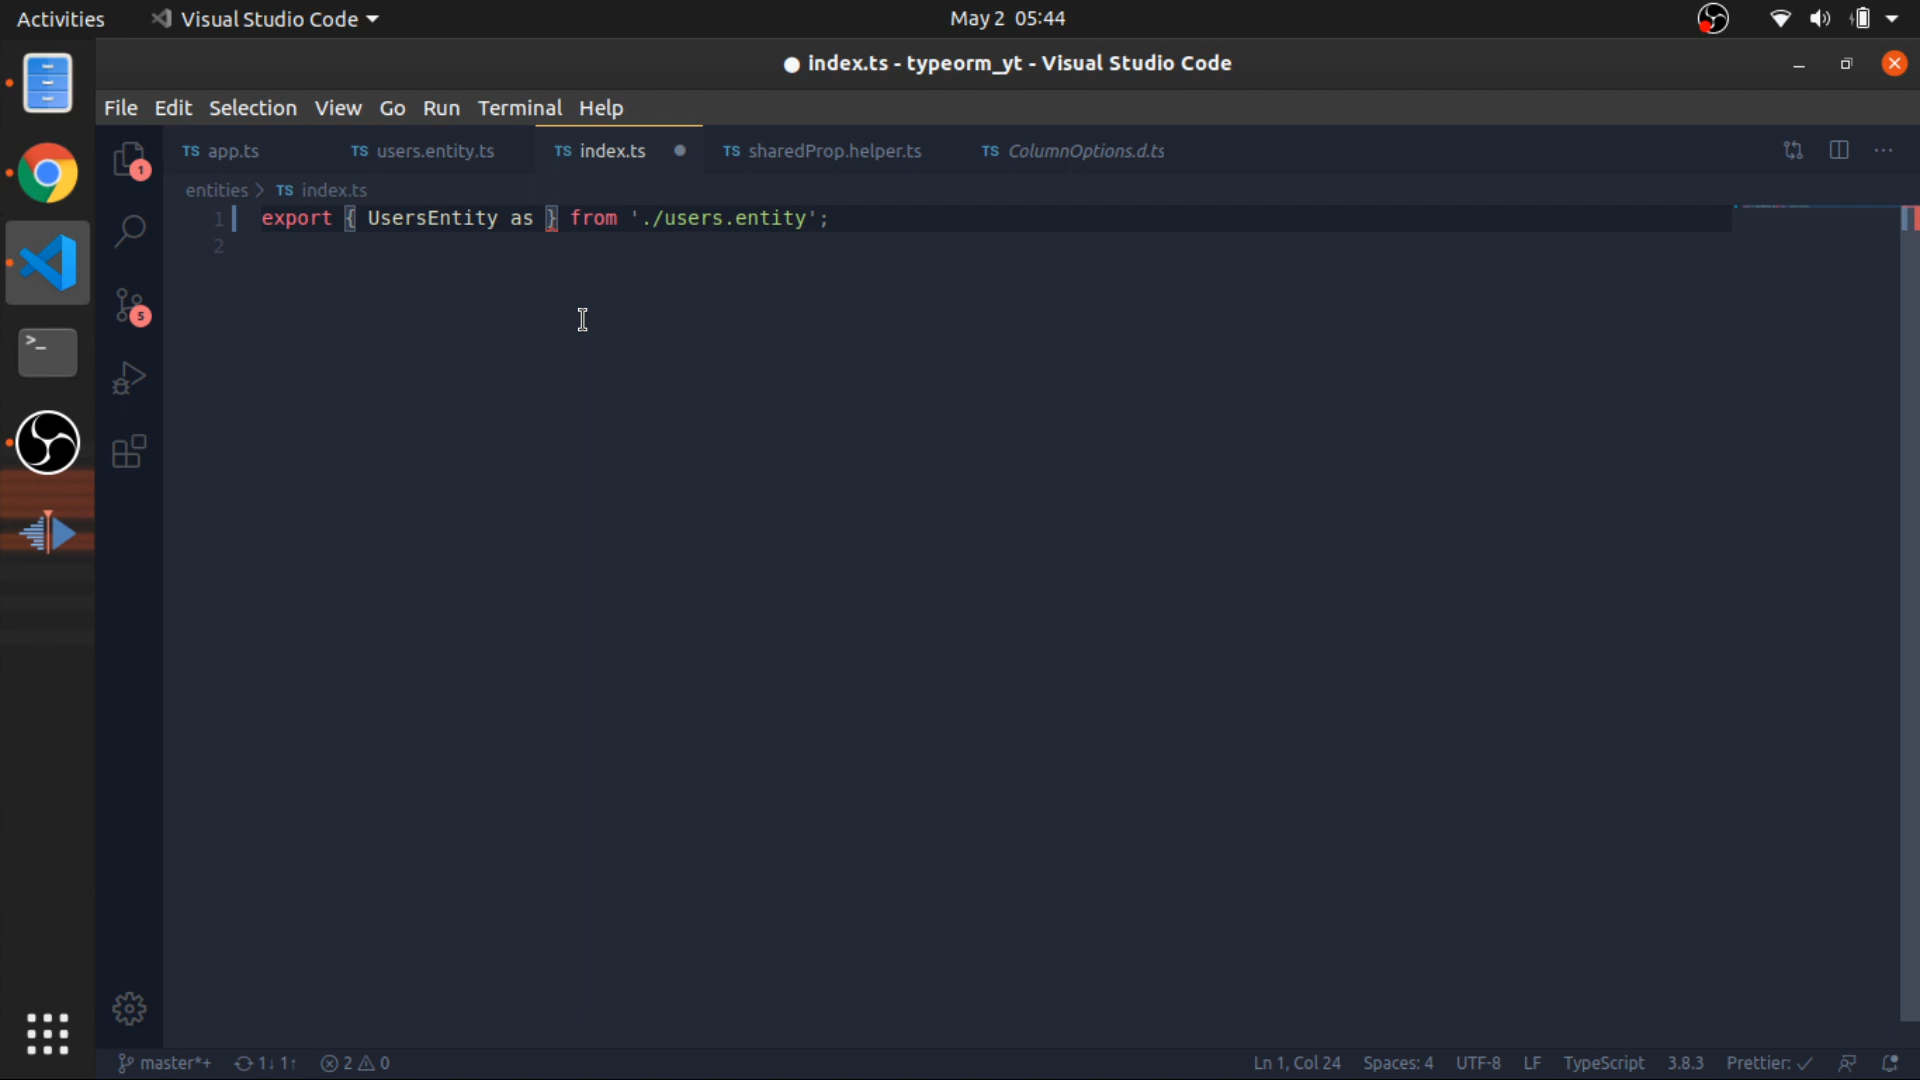 Activities
Visual Studio Code
May 2 05:44
● index.ts - typeorm_yt - Visual Studio Code
File Edit Selection View Go Run Terminal Help
TS app.ts
TS users.entity.ts
TS index.ts ●
TS sharedProp.helper.ts
TS ColumnOptions.d.ts
entities > TS index.ts
1 export { UsersEntity as } from './users.entity';
2
1
5
>_
master*+
1↓ 1↑
2
0
Ln 1, Col 24
Spaces: 4
UTF-8
LF
TypeScript
3.8.3
Prettier: ✓